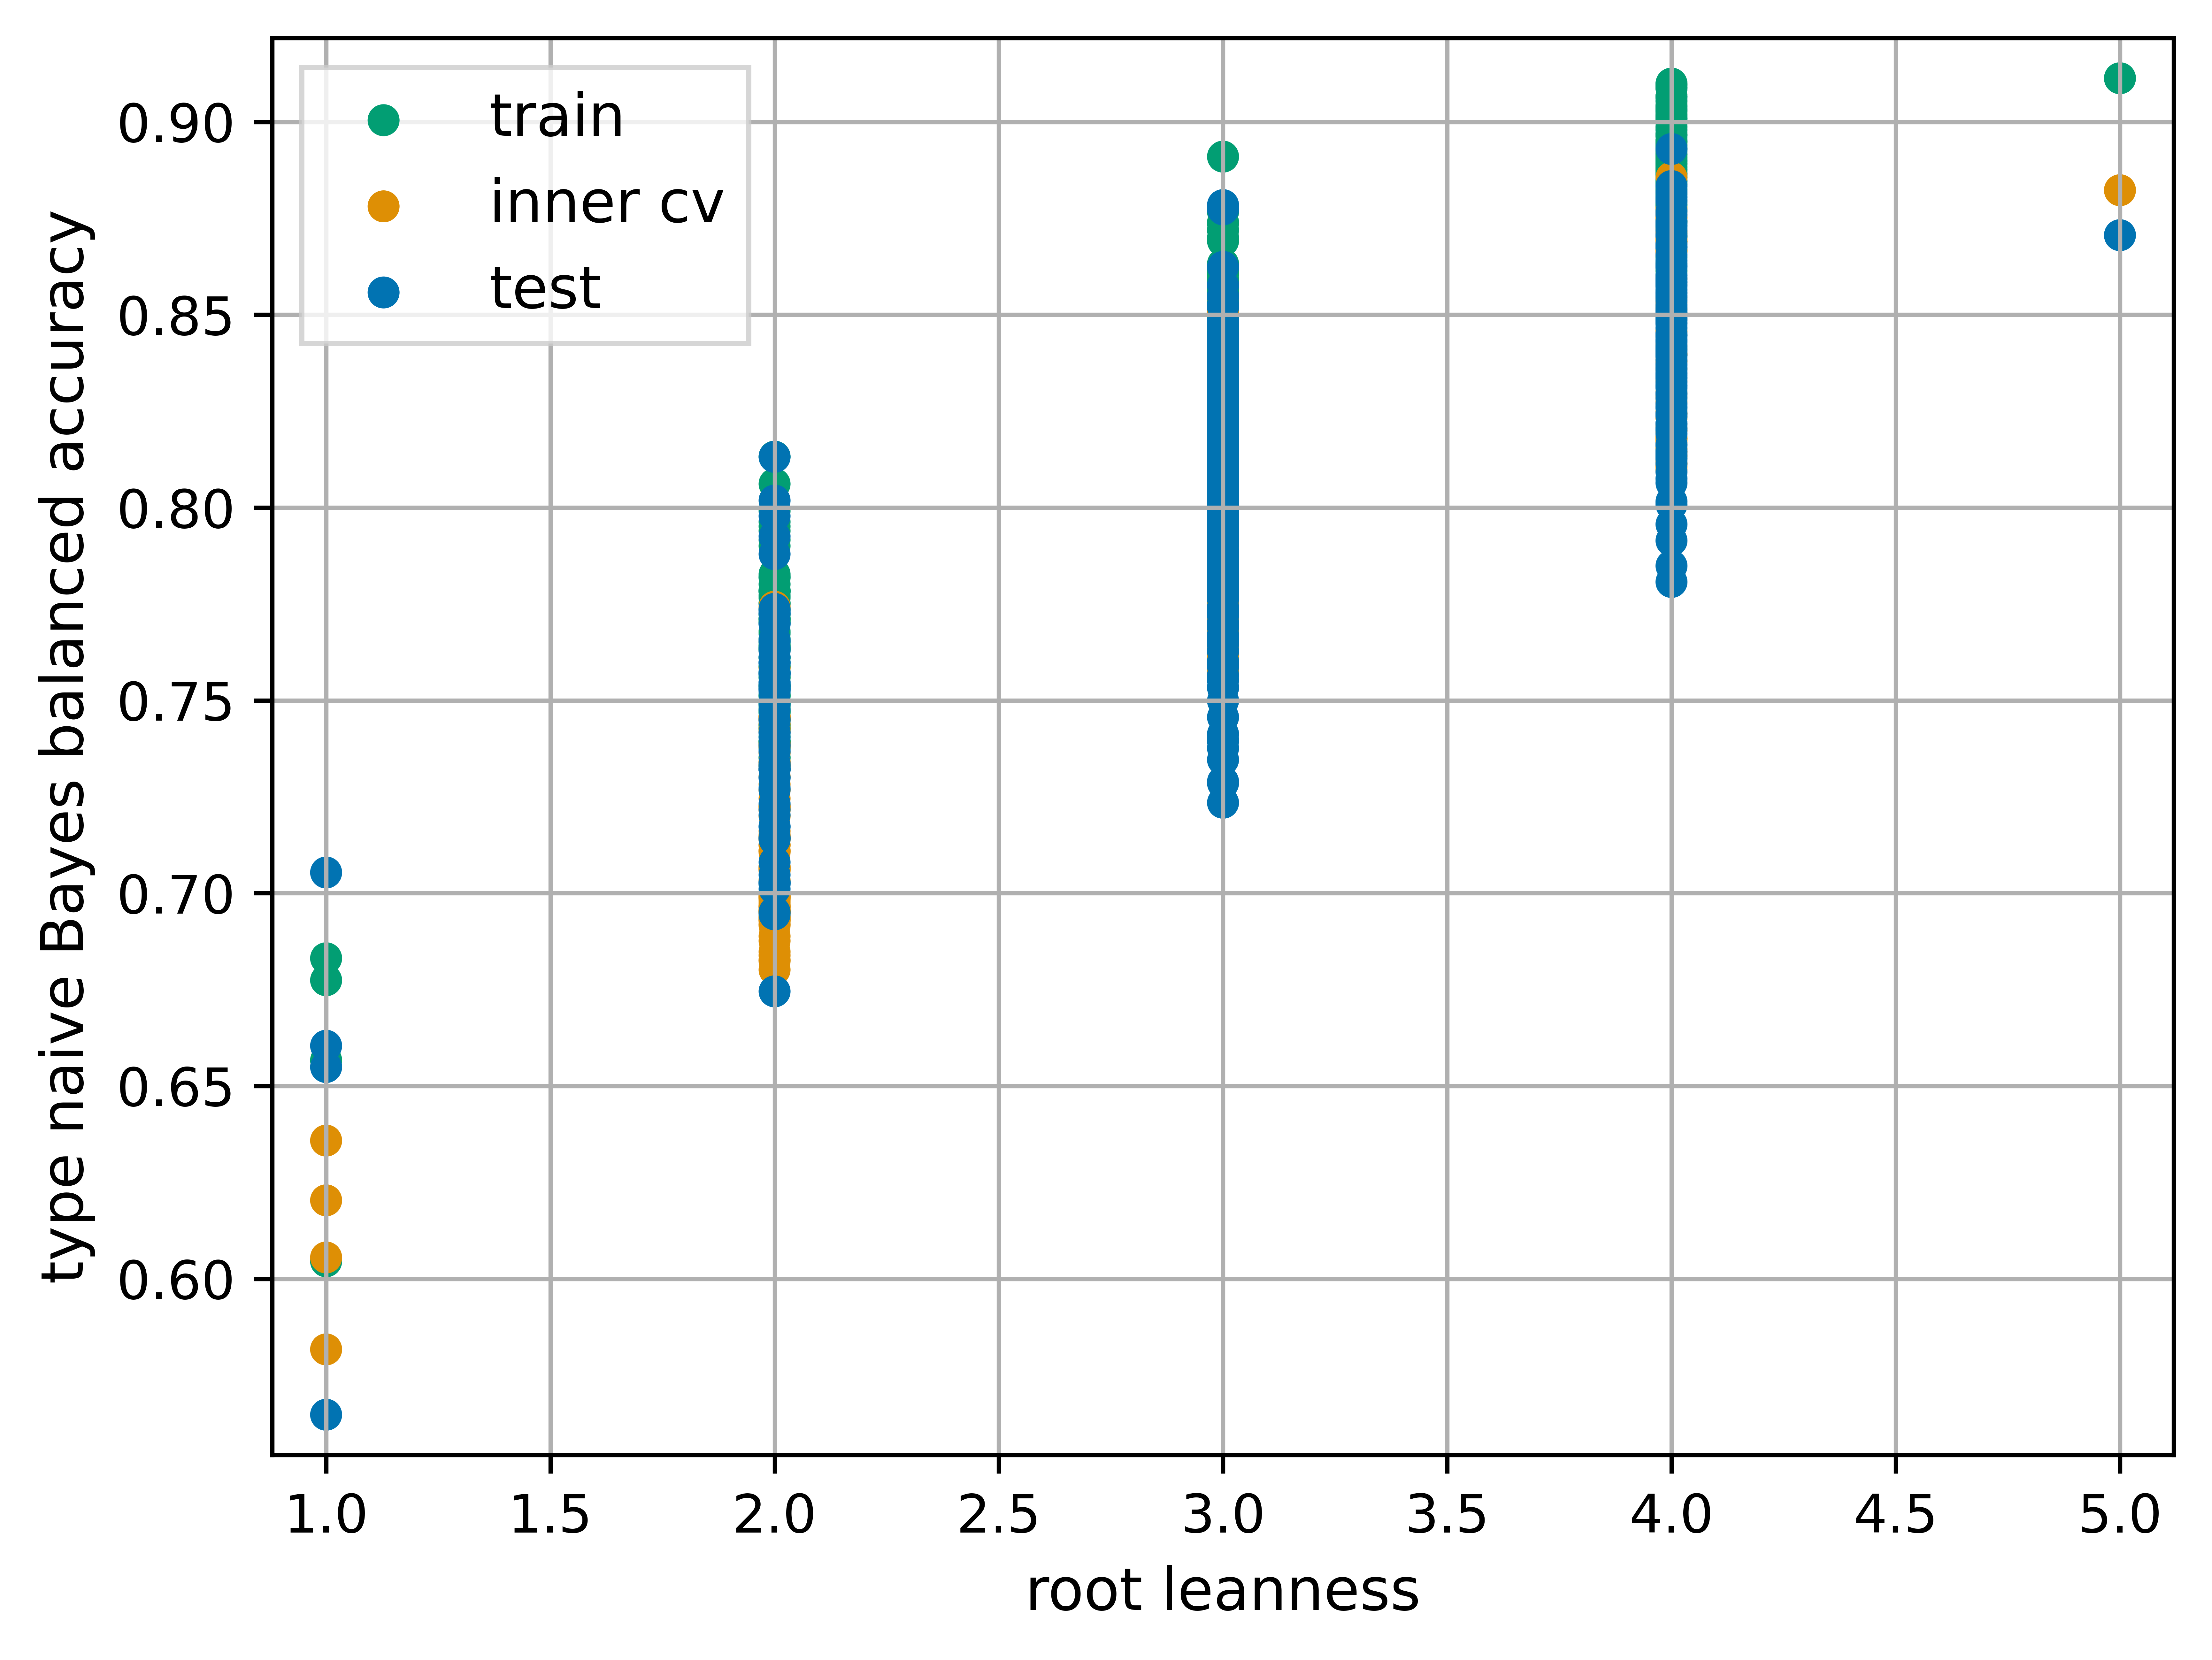 train
inner cv
test
type naive Bayes balanced accuracy
0.90
0.85
0.80
0.75
0.70
0.65
0.60
1.0 1.5 2.0 2.5 3.0 3.5 4.0 4.5 5.0
root leanness